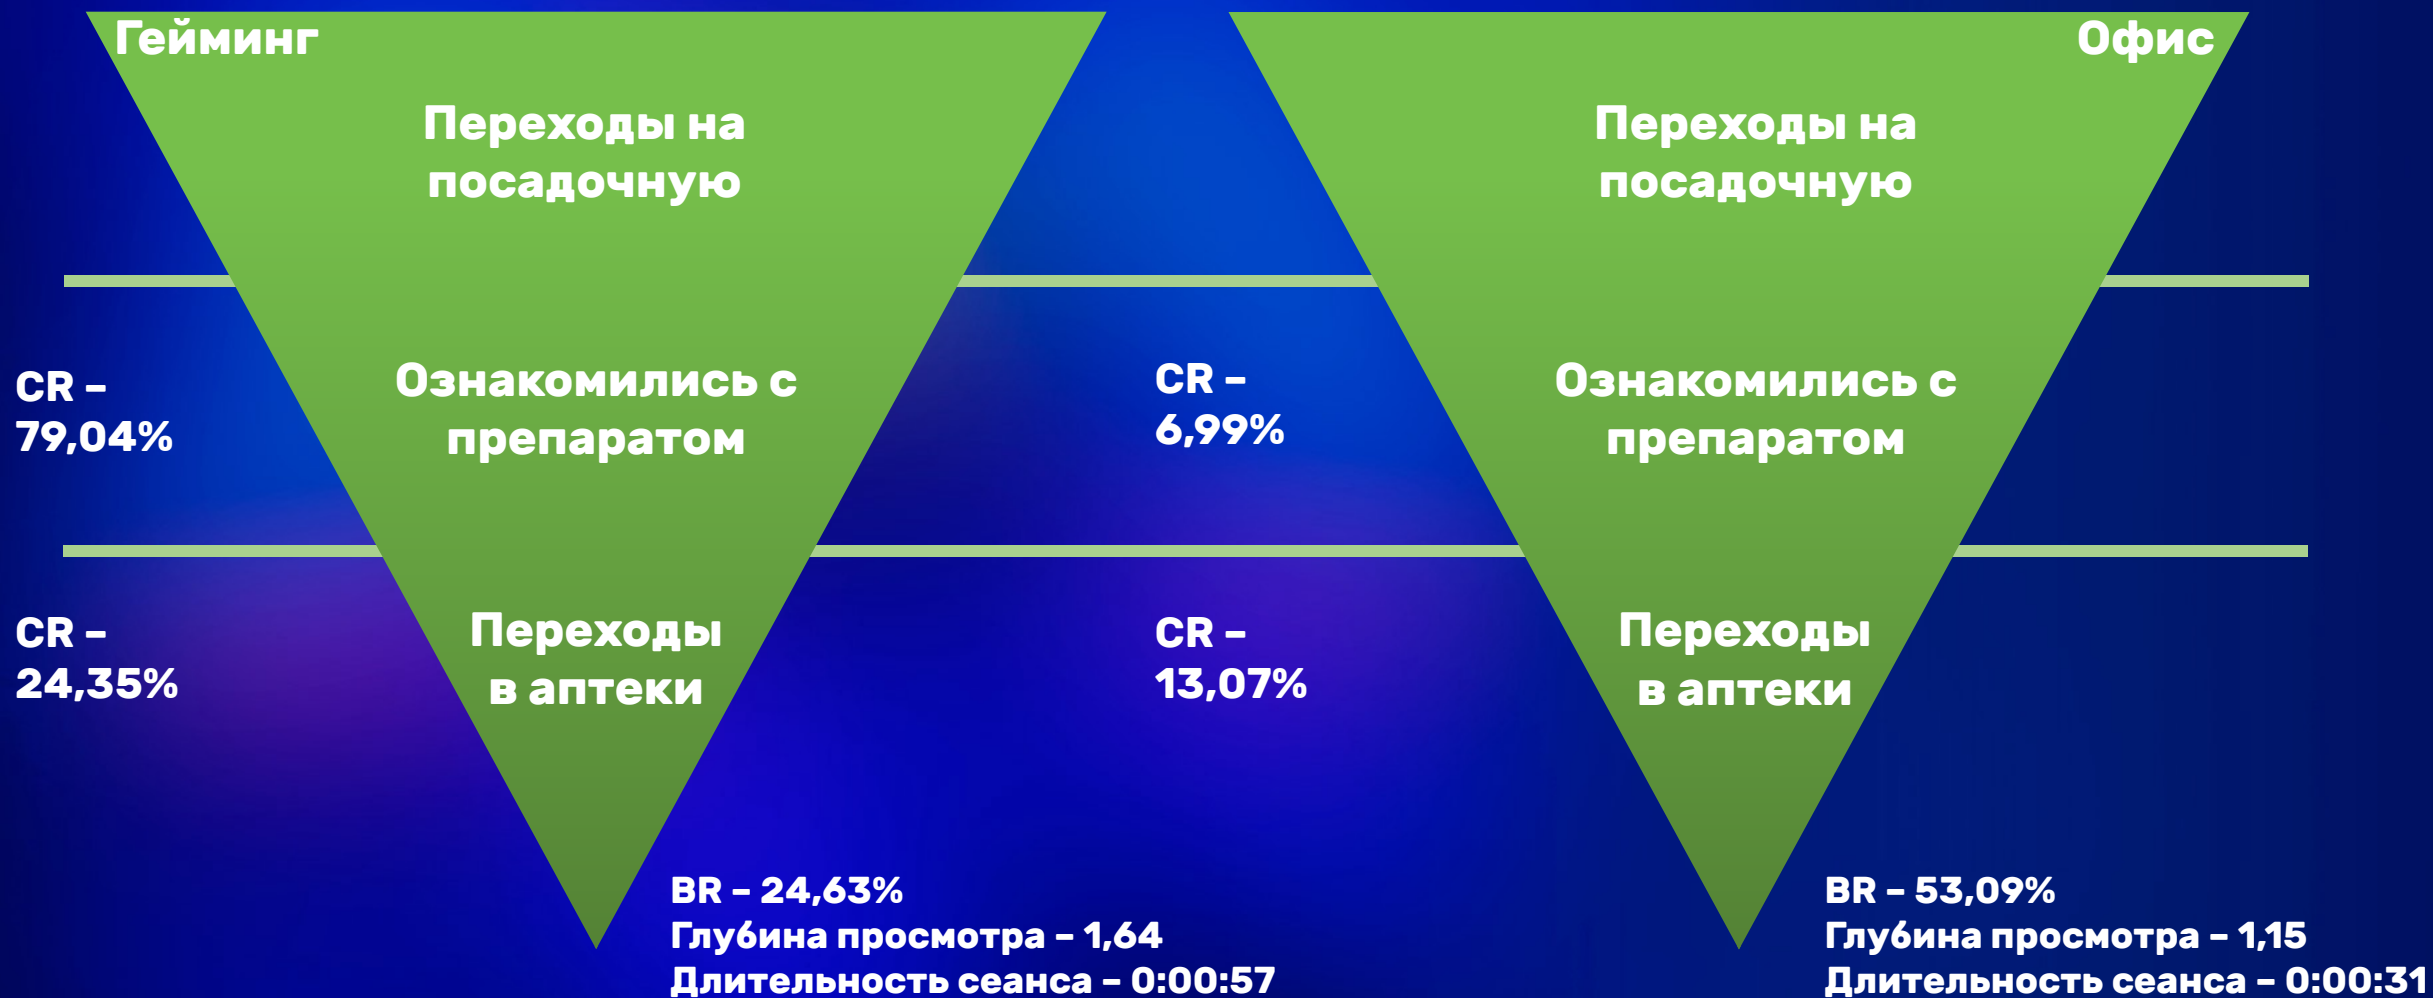 Гейминг
Переходы на
посадочную
CR –
79,04%
Ознакомились с
препаратом
CR –
24,35%
Переходы
в аптеки
BR – 24,63%
Глубина просмотра – 1,64
Длительность сеанса – 0:00:57
Офис
Переходы на
посадочную
CR –
6,99%
Ознакомились с
препаратом
CR –
13,07%
Переходы
в аптеки
BR – 53,09%
Глубина просмотра – 1,15
Длительность сеанса – 0:00:31